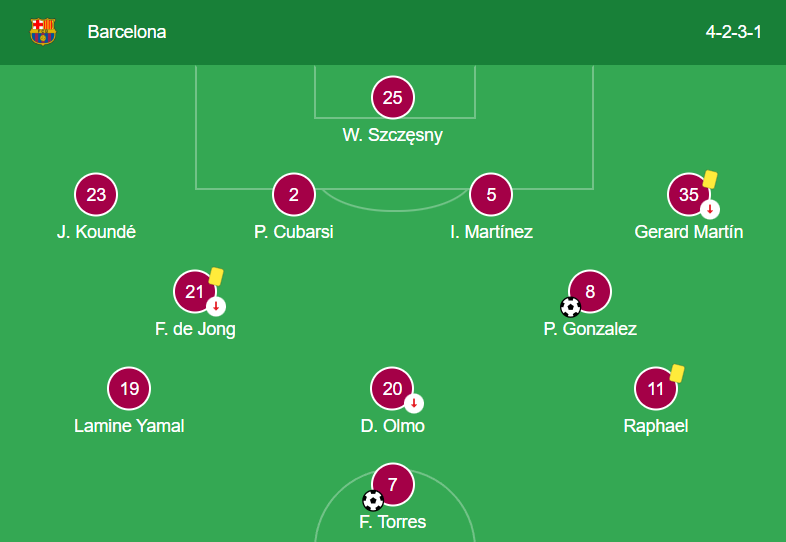 Barcelona 4-2-3-1
25
W. Szczęsny
23 2 5 35
J. Koundé P. Cubarsi I. Martínez Gerard Martín
21 8
F. de Jong P. Gonzalez
19 20 11
Lamine Yamal D. Olmo Raphael
7
F. Torres